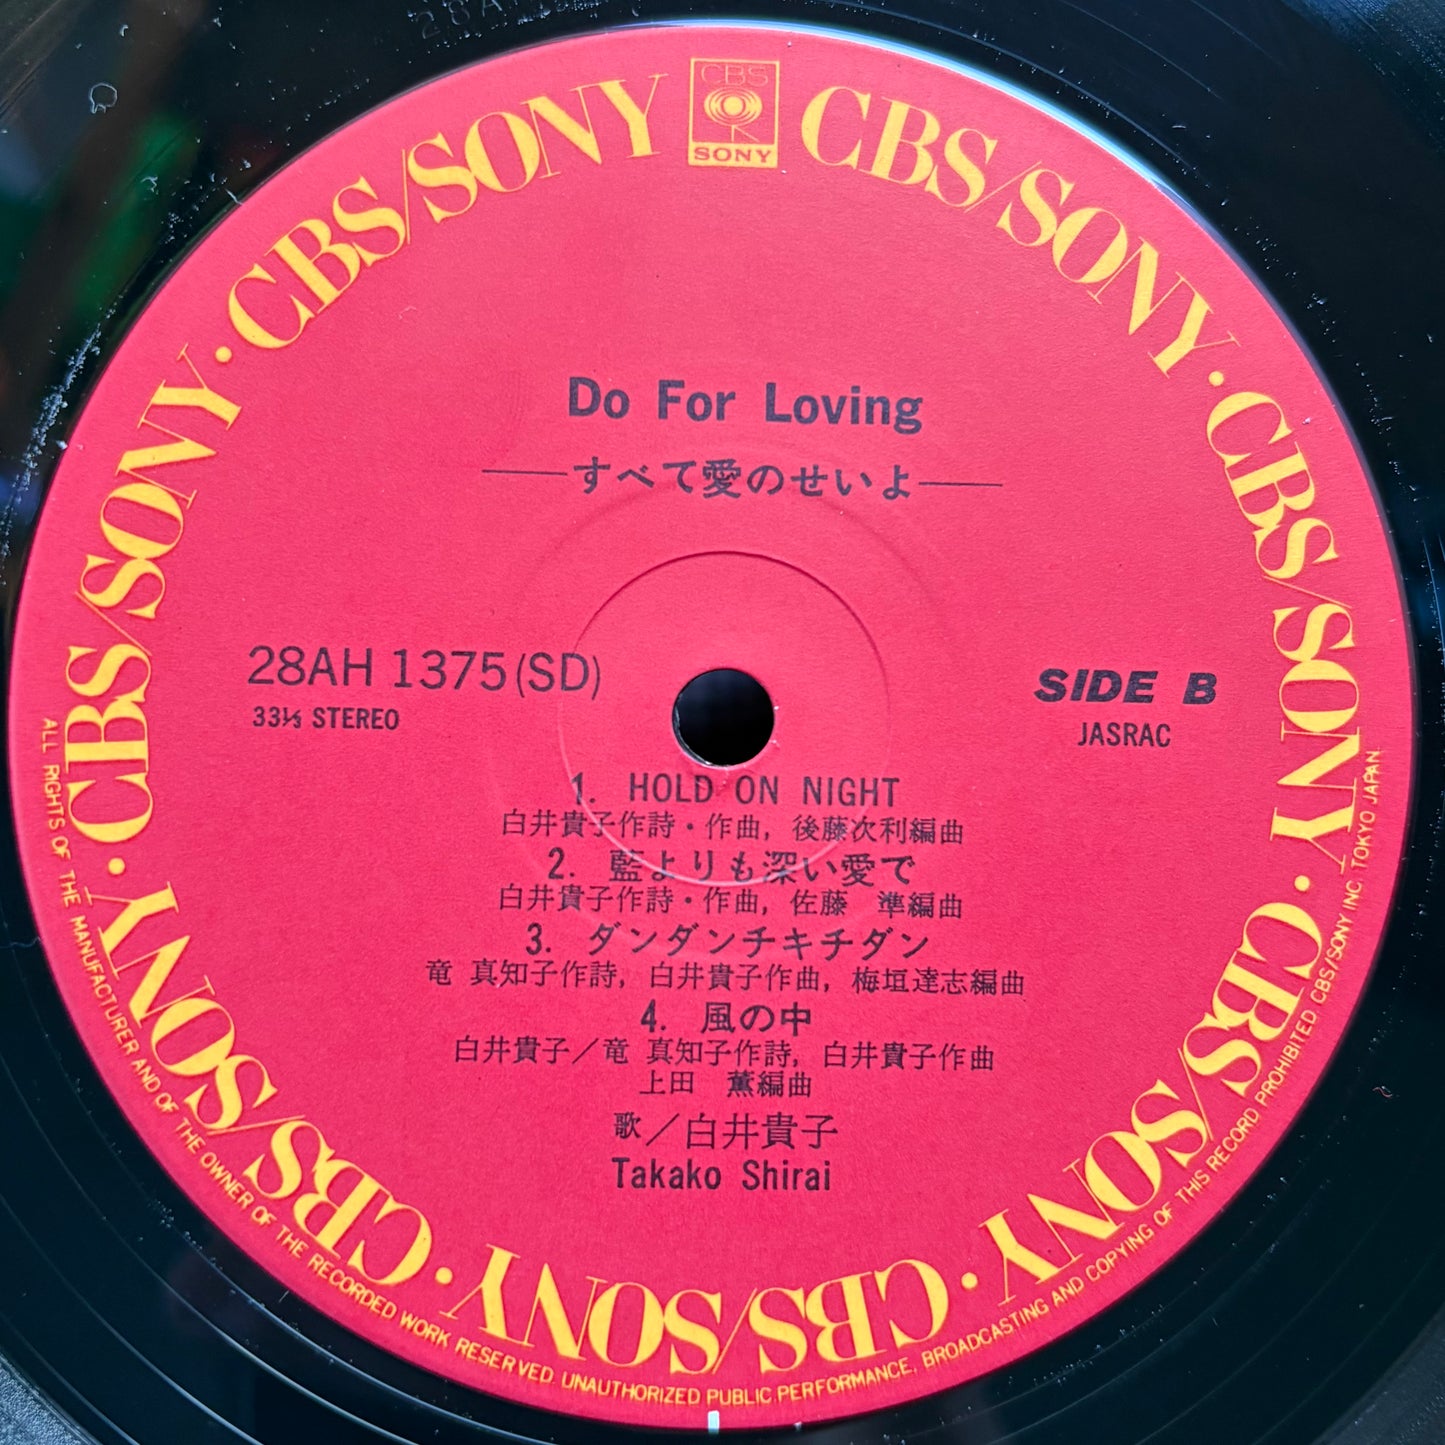 28A
CBS
SONY
CBS/SONY · CBS/SONY · CBS/SONY · CBS/SONY · CBS/SONY · CBS/SONY · CBS/SONY · CBS/SONY
Do For Loving
—すべて愛のせいよ—
28AH 1375(SD)
33⅓ STEREO
SIDE B
JASRAC
1. HOLD ON NIGHT
白井貴子作詩・作曲, 後藤次利編曲
2. 藍よりも深い愛で
白井貴子作詩・作曲, 佐藤 準編曲
3. ダンダンチキチダン
竜 真知子作詩, 白井貴子作曲, 梅垣達志編曲
4. 風の中
白井貴子／竜 真知子作詩, 白井貴子作曲
上田 薫編曲
歌／白井貴子
Takako Shirai
ALL RIGHTS OF THE MANUFACTURER AND OF THE OWNER OF THE RECORDED WORK RESERVED UNAUTHORIZED PUBLIC PERFORMANCE, BROADCASTING AND COPYING OF THIS RECORD PROHIBITED CBS/SONY INC. TOKYO JAPAN